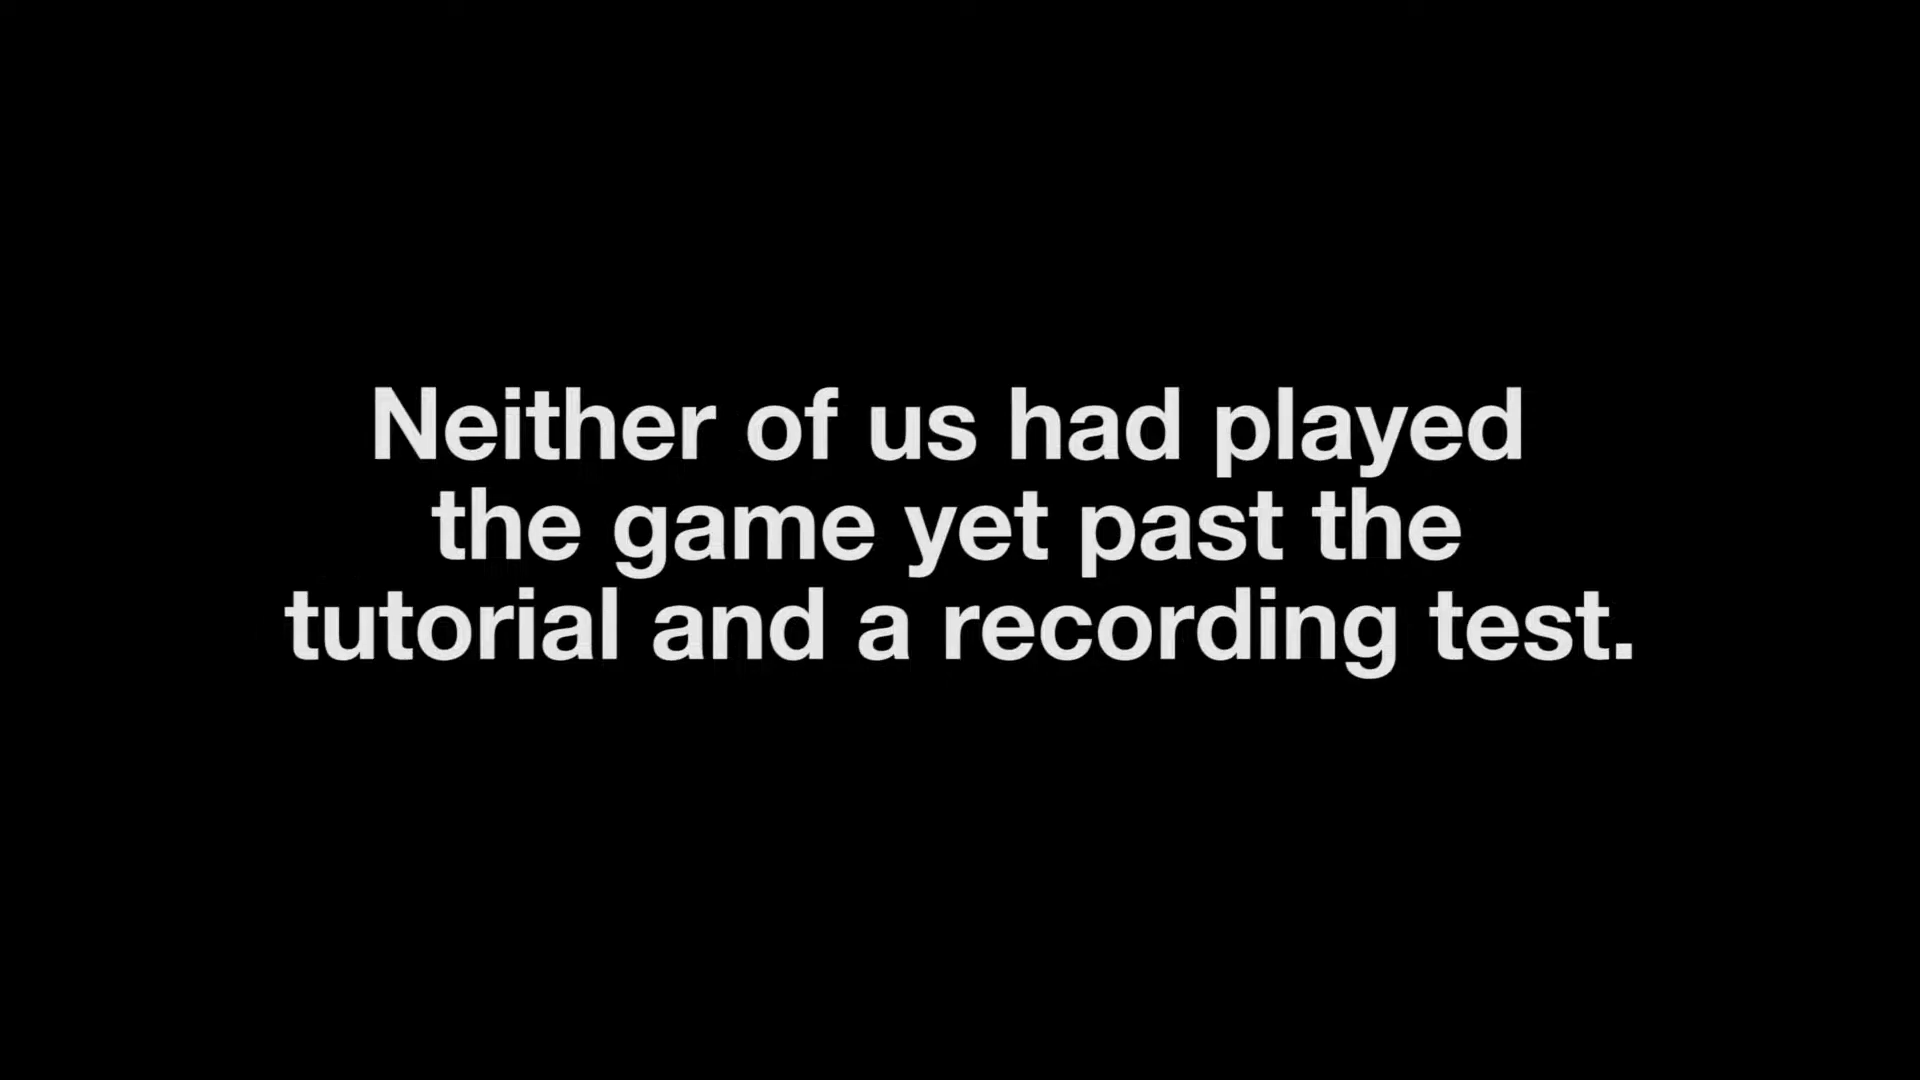 Neither of us had played
the game yet past the
tutorial and a recording test.